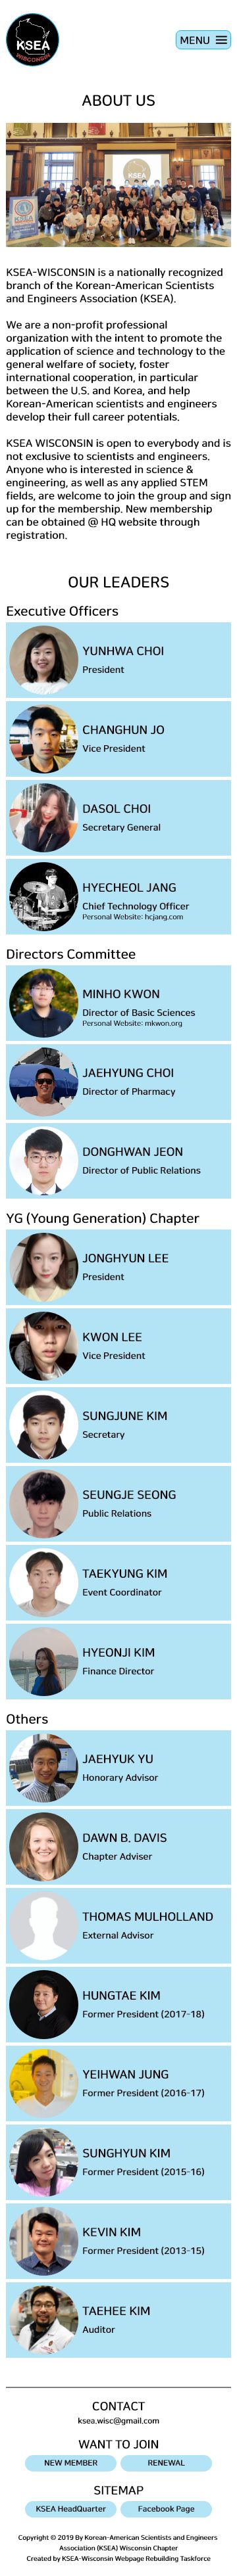 KSEA
WISCONSIN
MENU
ABOUT US
KSEA
KSEA-WISCONSIN is a nationally recognized
branch of the Korean-American Scientists
and Engineers Association (KSEA).
We are a non-profit professional
organization with the intent to promote the
application of science and technology to the
general welfare of society, foster
international cooperation, in particular
between the U.S. and Korea, and help
Korean-American scientists and engineers
develop their full career potentials.
KSEA WISCONSIN is open to everybody and is
not exclusive to scientists and engineers.
Anyone who is interested in science &
engineering, as well as any applied STEM
fields, are welcome to join the group and sign
up for the membership. New membership
can be obtained @ HQ website through
registration.
OUR LEADERS
Executive Officers
YUNHWA CHOI
President
CHANGHUN JO
Vice President
DASOL CHOI
Secretary General
HYECHEOL JANG
Chief Technology Officer
Personal Website: hcjang.com
Directors Committee
MINHO KWON
Director of Basic Sciences
Personal Website: mkwon.org
JAEHYUNG CHOI
Director of Pharmacy
DONGHWAN JEON
Director of Public Relations
YG (Young Generation) Chapter
JONGHYUN LEE
President
KWON LEE
Vice President
SUNGJUNE KIM
Secretary
SEUNGJE SEONG
Public Relations
TAEKYUNG KIM
Event Coordinator
HYEONJI KIM
Finance Director
Others
JAEHYUK YU
Honorary Advisor
DAWN B. DAVIS
Chapter Adviser
THOMAS MULHOLLAND
External Advisor
HUNGTAE KIM
Former President (2017-18)
YEIHWAN JUNG
Former President (2016-17)
SUNGHYUN KIM
Former President (2015-16)
KEVIN KIM
Former President (2013-15)
TAEHEE KIM
Auditor
CONTACT
ksea.wisc@gmail.com
WANT TO JOIN
NEW MEMBER RENEWAL
SITEMAP
KSEA HeadQuarter Facebook Page
Copyright © 2019 By Korean-American Scientists and Engineers
Association (KSEA) Wisconsin Chapter
Created by KSEA-Wisconsin Webpage Rebuilding Taskforce